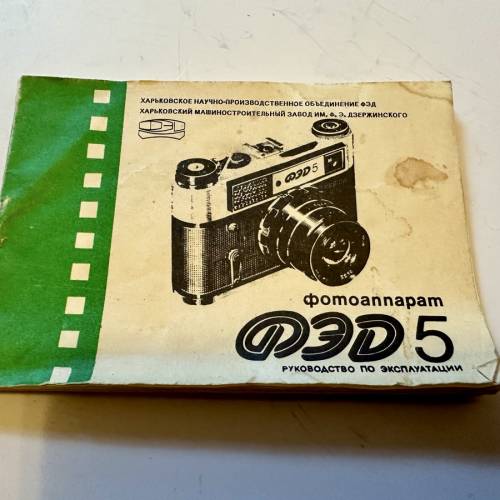 ХАРЬКОВСКОЕ НАУЧНО-ПРОИЗВОДСТВЕННОЕ ОБЪЕДИНЕНИЕ ФЭД
ХАРЬКОВСКИЙ МАШИНОСТРОИТЕЛЬНЫЙ ЗАВОД ИМ. Ф. Э. ДЗЕРЖИНСКОГО
ФЭД 5
фотоаппарат
ФЭД 5
РУКОВОДСТВО ПО ЭКСПЛУАТАЦИИ